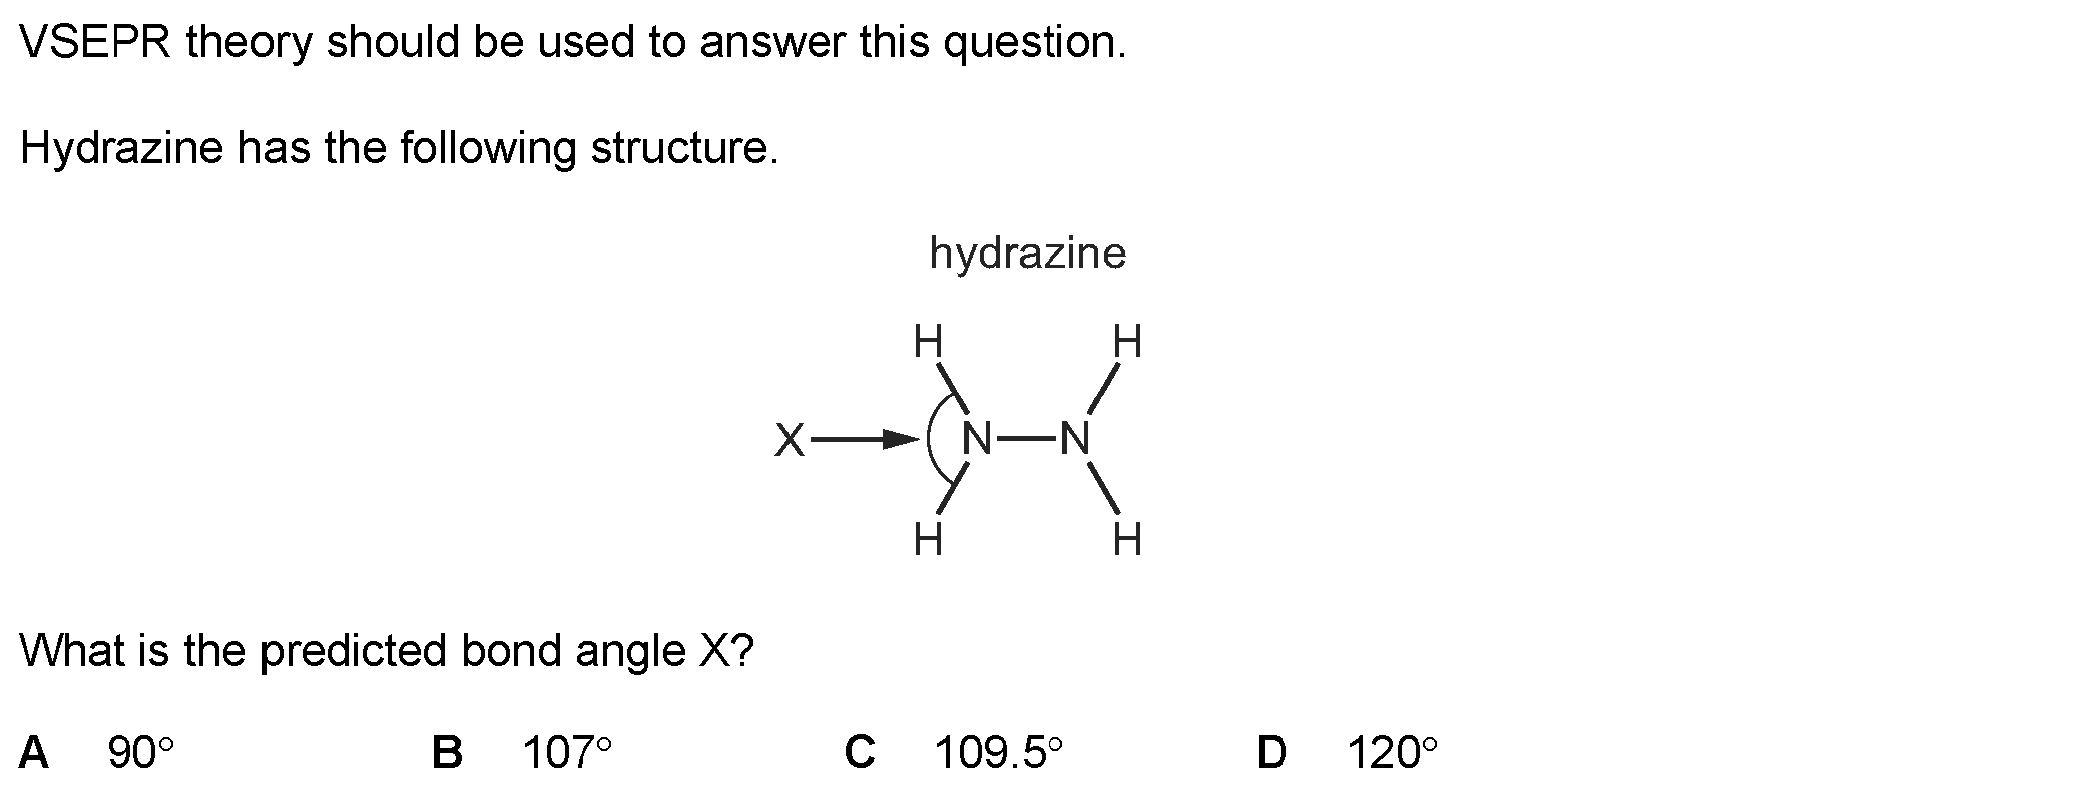 VSEPR theory should be used to answer this question.
Hydrazine has the following structure.
hydrazine
H H
X N N
H H
What is the predicted bond angle X?
A 90° B 107° C 109.5° D 120°